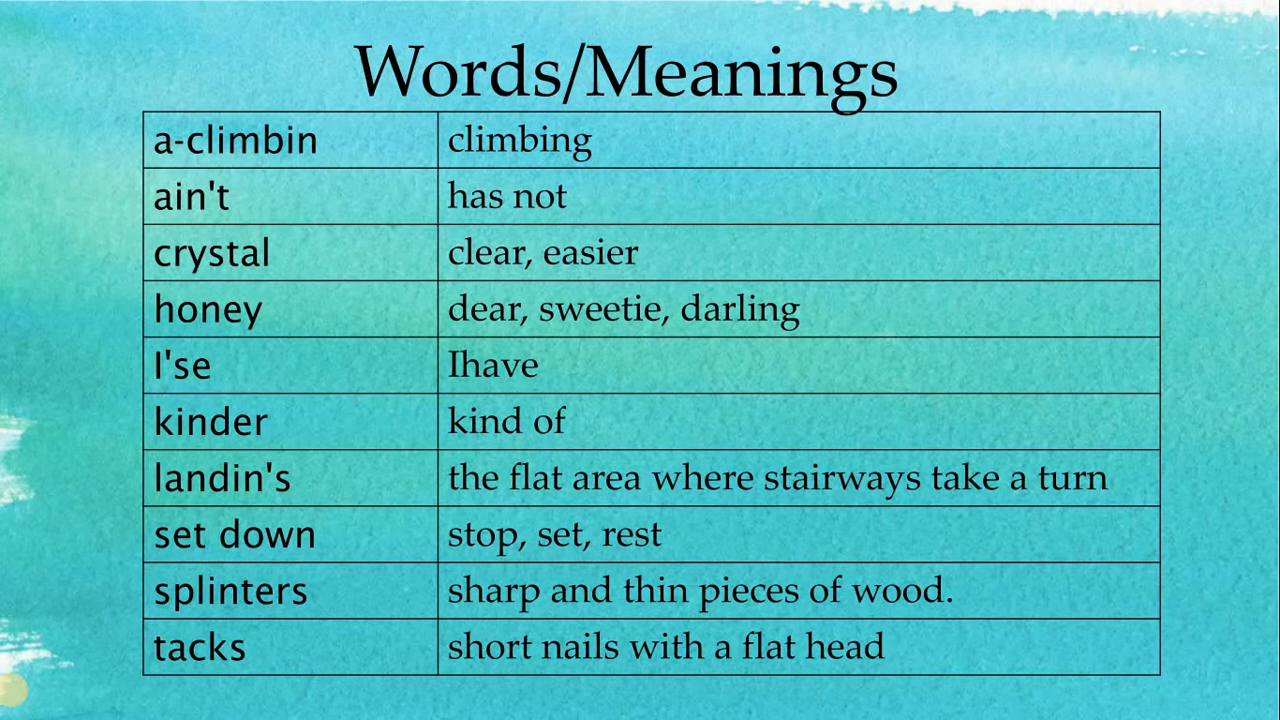 Words/Meanings
a-climbin climbing
ain't has not
crystal clear, easier
honey dear, sweetie, darling
I'se Ihave
kinder kind of
landin's the flat area where stairways take a turn
set down stop, set, rest
splinters sharp and thin pieces of wood.
tacks short nails with a flat head